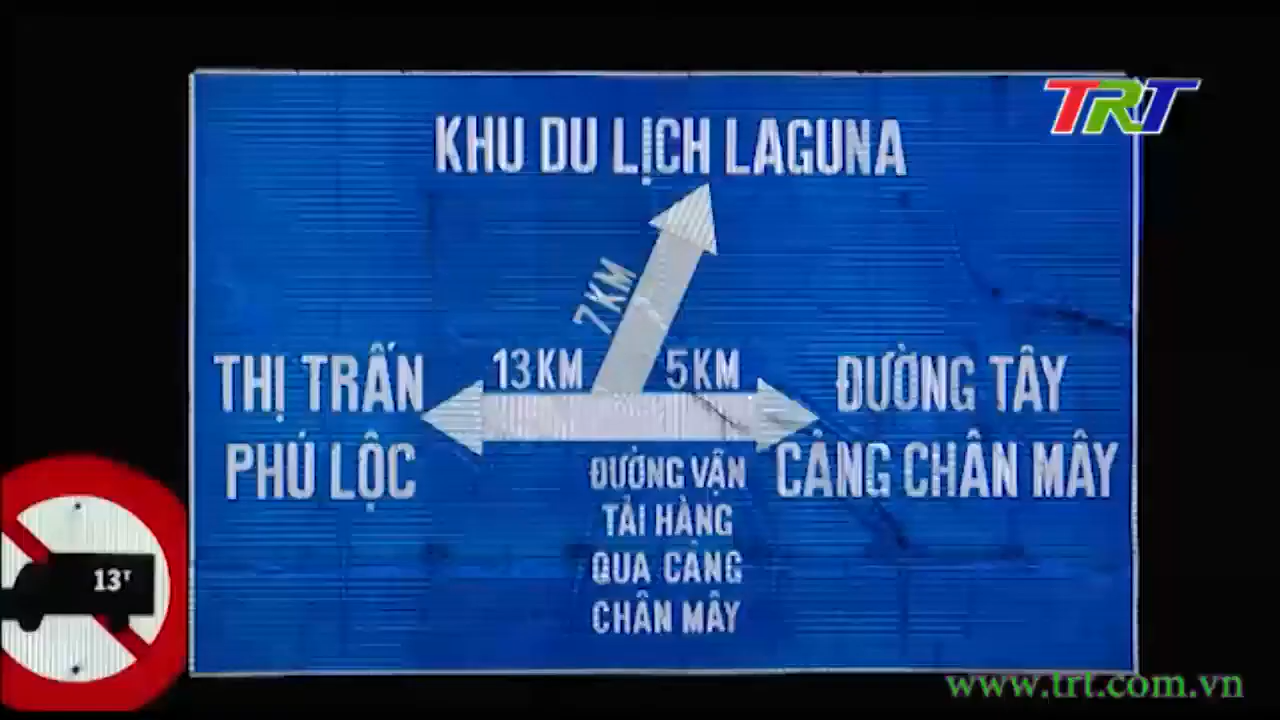 TRT
KHU DU LỊCH LAGUNA
7KM
13KM
5KM
THỊ TRẤN
PHÚ LỘC
ĐƯỜNG TÂY
CẢNG CHÂN MÂY
ĐƯỜNG VẬN
TẢI HÀNG
QUA CẢNG
CHÂN MÂY
13T
www.trt.com.vn